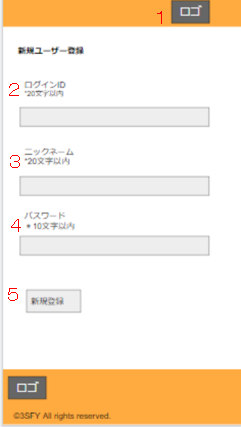 1 ロゴ
新規ユーザー登録
2 ログインID
*20文字以内
3 ニックネーム
*20文字以内
パスワード
4 *10文字以内
5 新規登録
ロゴ
©3SFY All rights reserved.